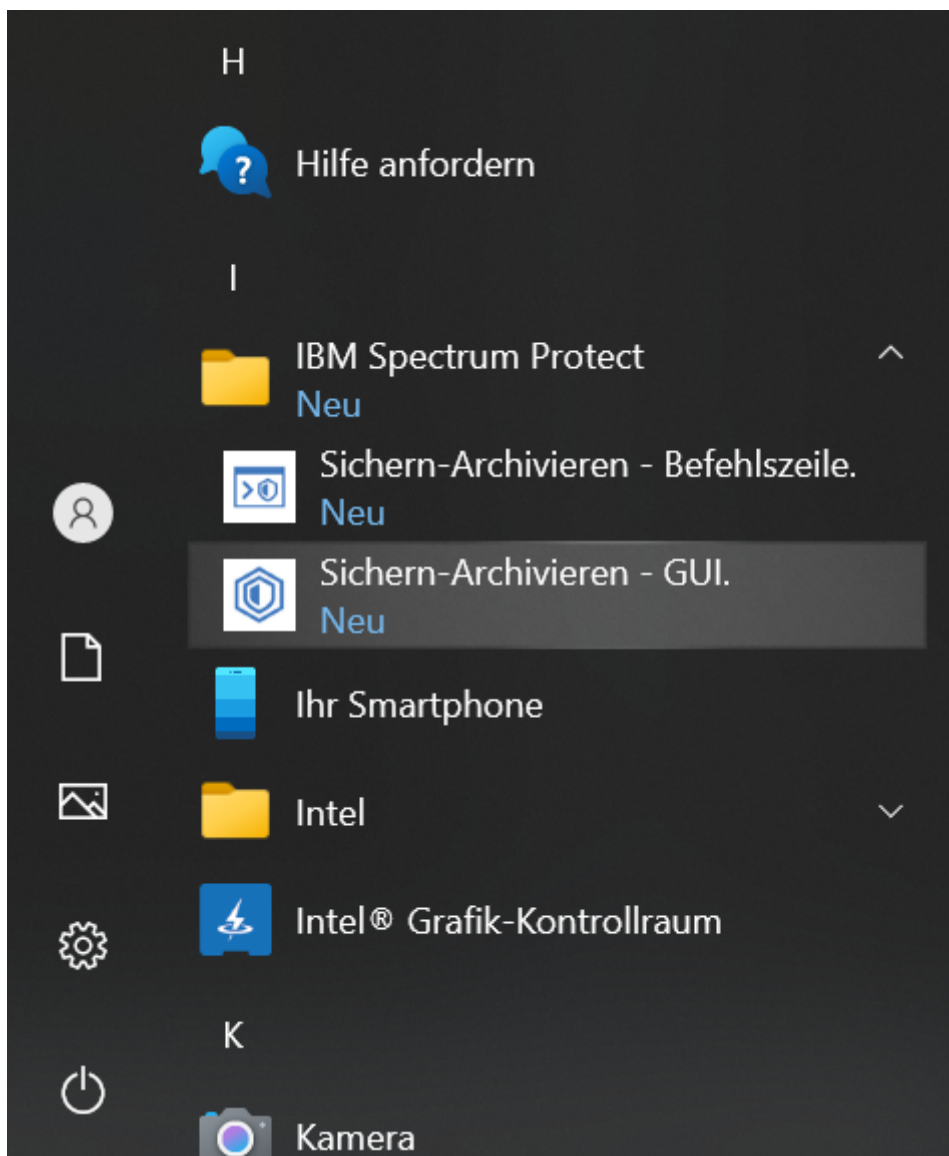 H
Hilfe anfordern
I
IBM Spectrum Protect
Neu
Sichern-Archivieren - Befehlszeile.
Neu
Sichern-Archivieren - GUI.
Neu
Ihr Smartphone
Intel
Intel® Grafik-Kontrollraum
K
Kamera